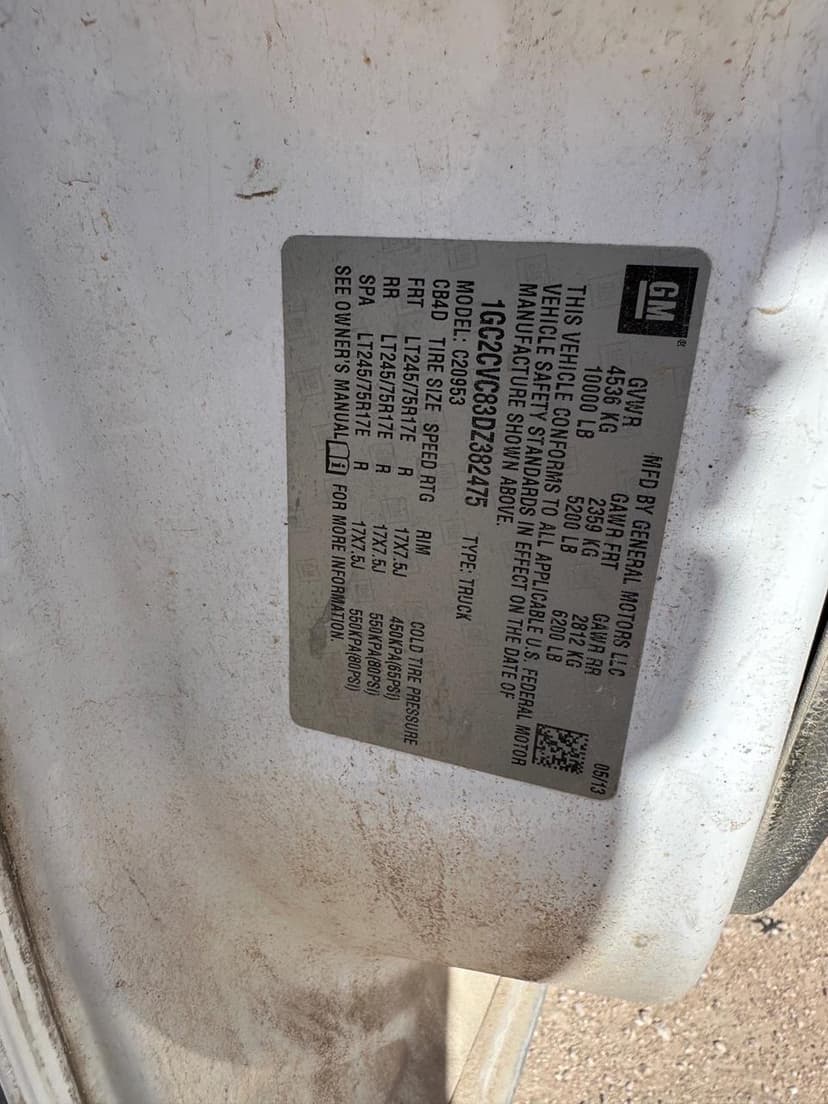 GM
MFD BY GENERAL MOTORS LLC 05/13
GVWR GAWR FRT GAWR RR
4536 KG 2359 KG 2812 KG
10000 LB 5200 LB 6200 LB
THIS VEHICLE CONFORMS TO ALL APPLICABLE U.S. FEDERAL MOTOR
VEHICLE SAFETY STANDARDS IN EFFECT ON THE DATE OF
MANUFACTURE SHOWN ABOVE.
1GC2CVC83DZ382475 TYPE: TRUCK
MODEL: C20953
CB4D TIRE SIZE SPEED RTG RIM COLD TIRE PRESSURE
FRT LT245/75R17E R 17X7.5J 450KPA(65PSI)
RR LT245/75R17E R 17X7.5J 550KPA(80PSI)
SPA LT245/75R17E R 17X7.5J 550KPA(80PSI)
SEE OWNER'S MANUAL i FOR MORE INFORMATION.